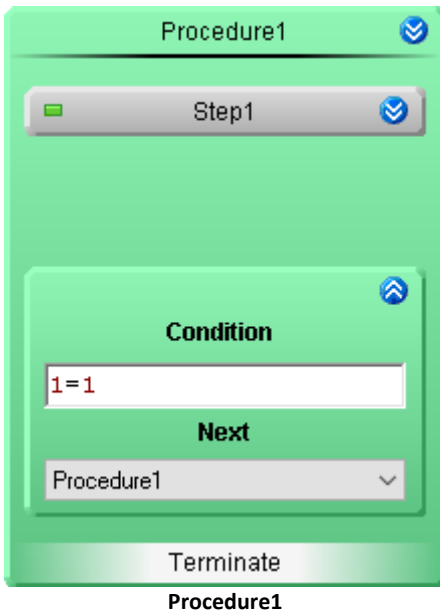 Procedure1
Step1
Condition
1=1
Next
Procedure1
Terminate
Procedure1